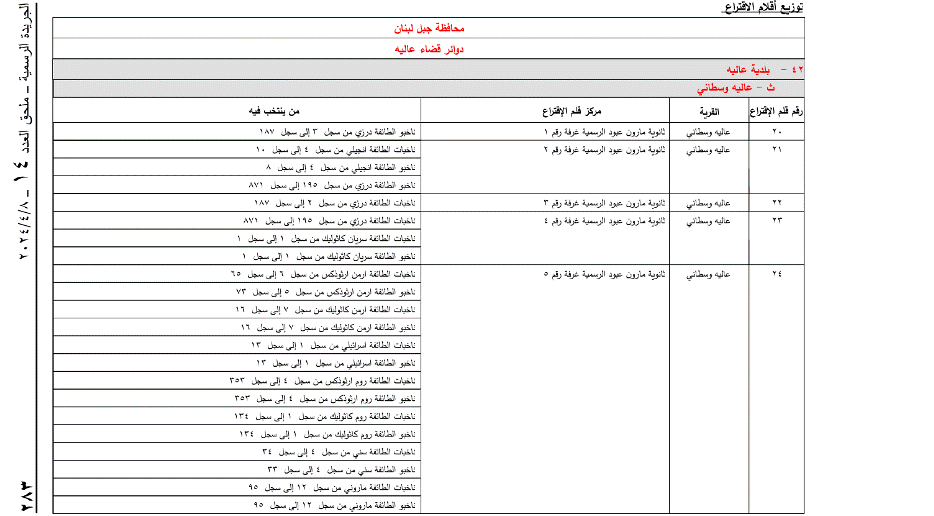 توزيع أقلام الإقتراع
محافظة جبل لبنان
دوائر قضاء عاليه
٤٢ - بلدية عاليه
ث - عاليه وسطاني
رقم قلم الإقتراع القرية مركز قلم الإقتراع من ينتخب فيه
٢٠ عاليه وسطاني ثانوية مارون عبود الرسمية غرفة رقم ١ ناخبو الطائفة درزي من سجل ٣ إلى سجل ١٨٧
٢١ عاليه وسطاني ثانوية مارون عبود الرسمية غرفة رقم ٢ ناخبات الطائفة انجيلي من سجل ٤ إلى سجل ١٠
ناخبو الطائفة انجيلي من سجل ٤ إلى سجل ٨
ناخبو الطائفة درزي من سجل ١٩٥ إلى سجل ٨٧١
٢٢ عاليه وسطاني ثانوية مارون عبود الرسمية غرفة رقم ٣ ناخبات الطائفة درزي من سجل ٢ إلى سجل ١٨٧
٢٣ عاليه وسطاني ثانوية مارون عبود الرسمية غرفة رقم ٤ ناخبات الطائفة درزي من سجل ١٩٥ إلى سجل ٨٧١
ناخبات الطائفة سريان كاثوليك من سجل ١ إلى سجل ١
ناخبو الطائفة سريان كاثوليك من سجل ١ إلى سجل ١
٢٤ عاليه وسطاني ثانوية مارون عبود الرسمية غرفة رقم ٥ ناخبات الطائفة ارمن ارثوذكس من سجل ٦ إلى سجل ٦٥
ناخبو الطائفة ارمن ارثوذكس من سجل ٥ إلى سجل ٧٣
ناخبات الطائفة ارمن كاثوليك من سجل ٧ إلى سجل ١٦
ناخبو الطائفة ارمن كاثوليك من سجل ٧ إلى سجل ١٦
ناخبات الطائفة اسرائيلي من سجل ١ إلى سجل ١٣
ناخبو الطائفة اسرائيلي من سجل ١ إلى سجل ١٣
ناخبات الطائفة روم ارثوذكس من سجل ٤ إلى سجل ٣٥٣
ناخبو الطائفة روم ارثوذكس من سجل ٤ إلى سجل ٣٥٣
ناخبات الطائفة روم كاثوليك من سجل ١ إلى سجل ١٣٤
ناخبو الطائفة روم كاثوليك من سجل ١ إلى سجل ١٣٤
ناخبات الطائفة سني من سجل ٤ إلى سجل ٣٤
ناخبو الطائفة سني من سجل ٤ إلى سجل ٣٣
ناخبات الطائفة ماروني من سجل ١٢ إلى سجل ٩٥
ناخبو الطائفة ماروني من سجل ١٢ إلى سجل ٩٥
الجريدة الرسمية – ملحق العدد ١٤ – ٢٠٢٤/٤/٨
٢٨٣